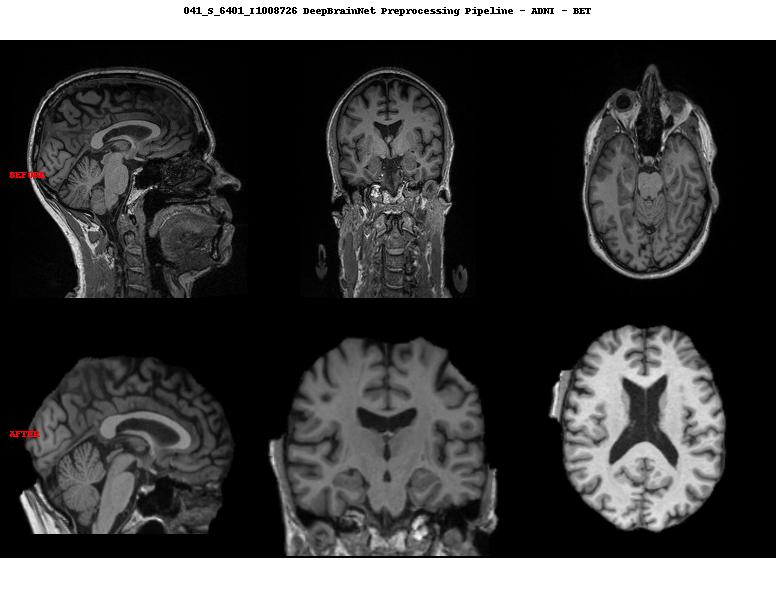 041_S_6401_I1008726 DeepBrainNet Preprocessing Pipeline - ADNI - BET
BEFORE
AFTER